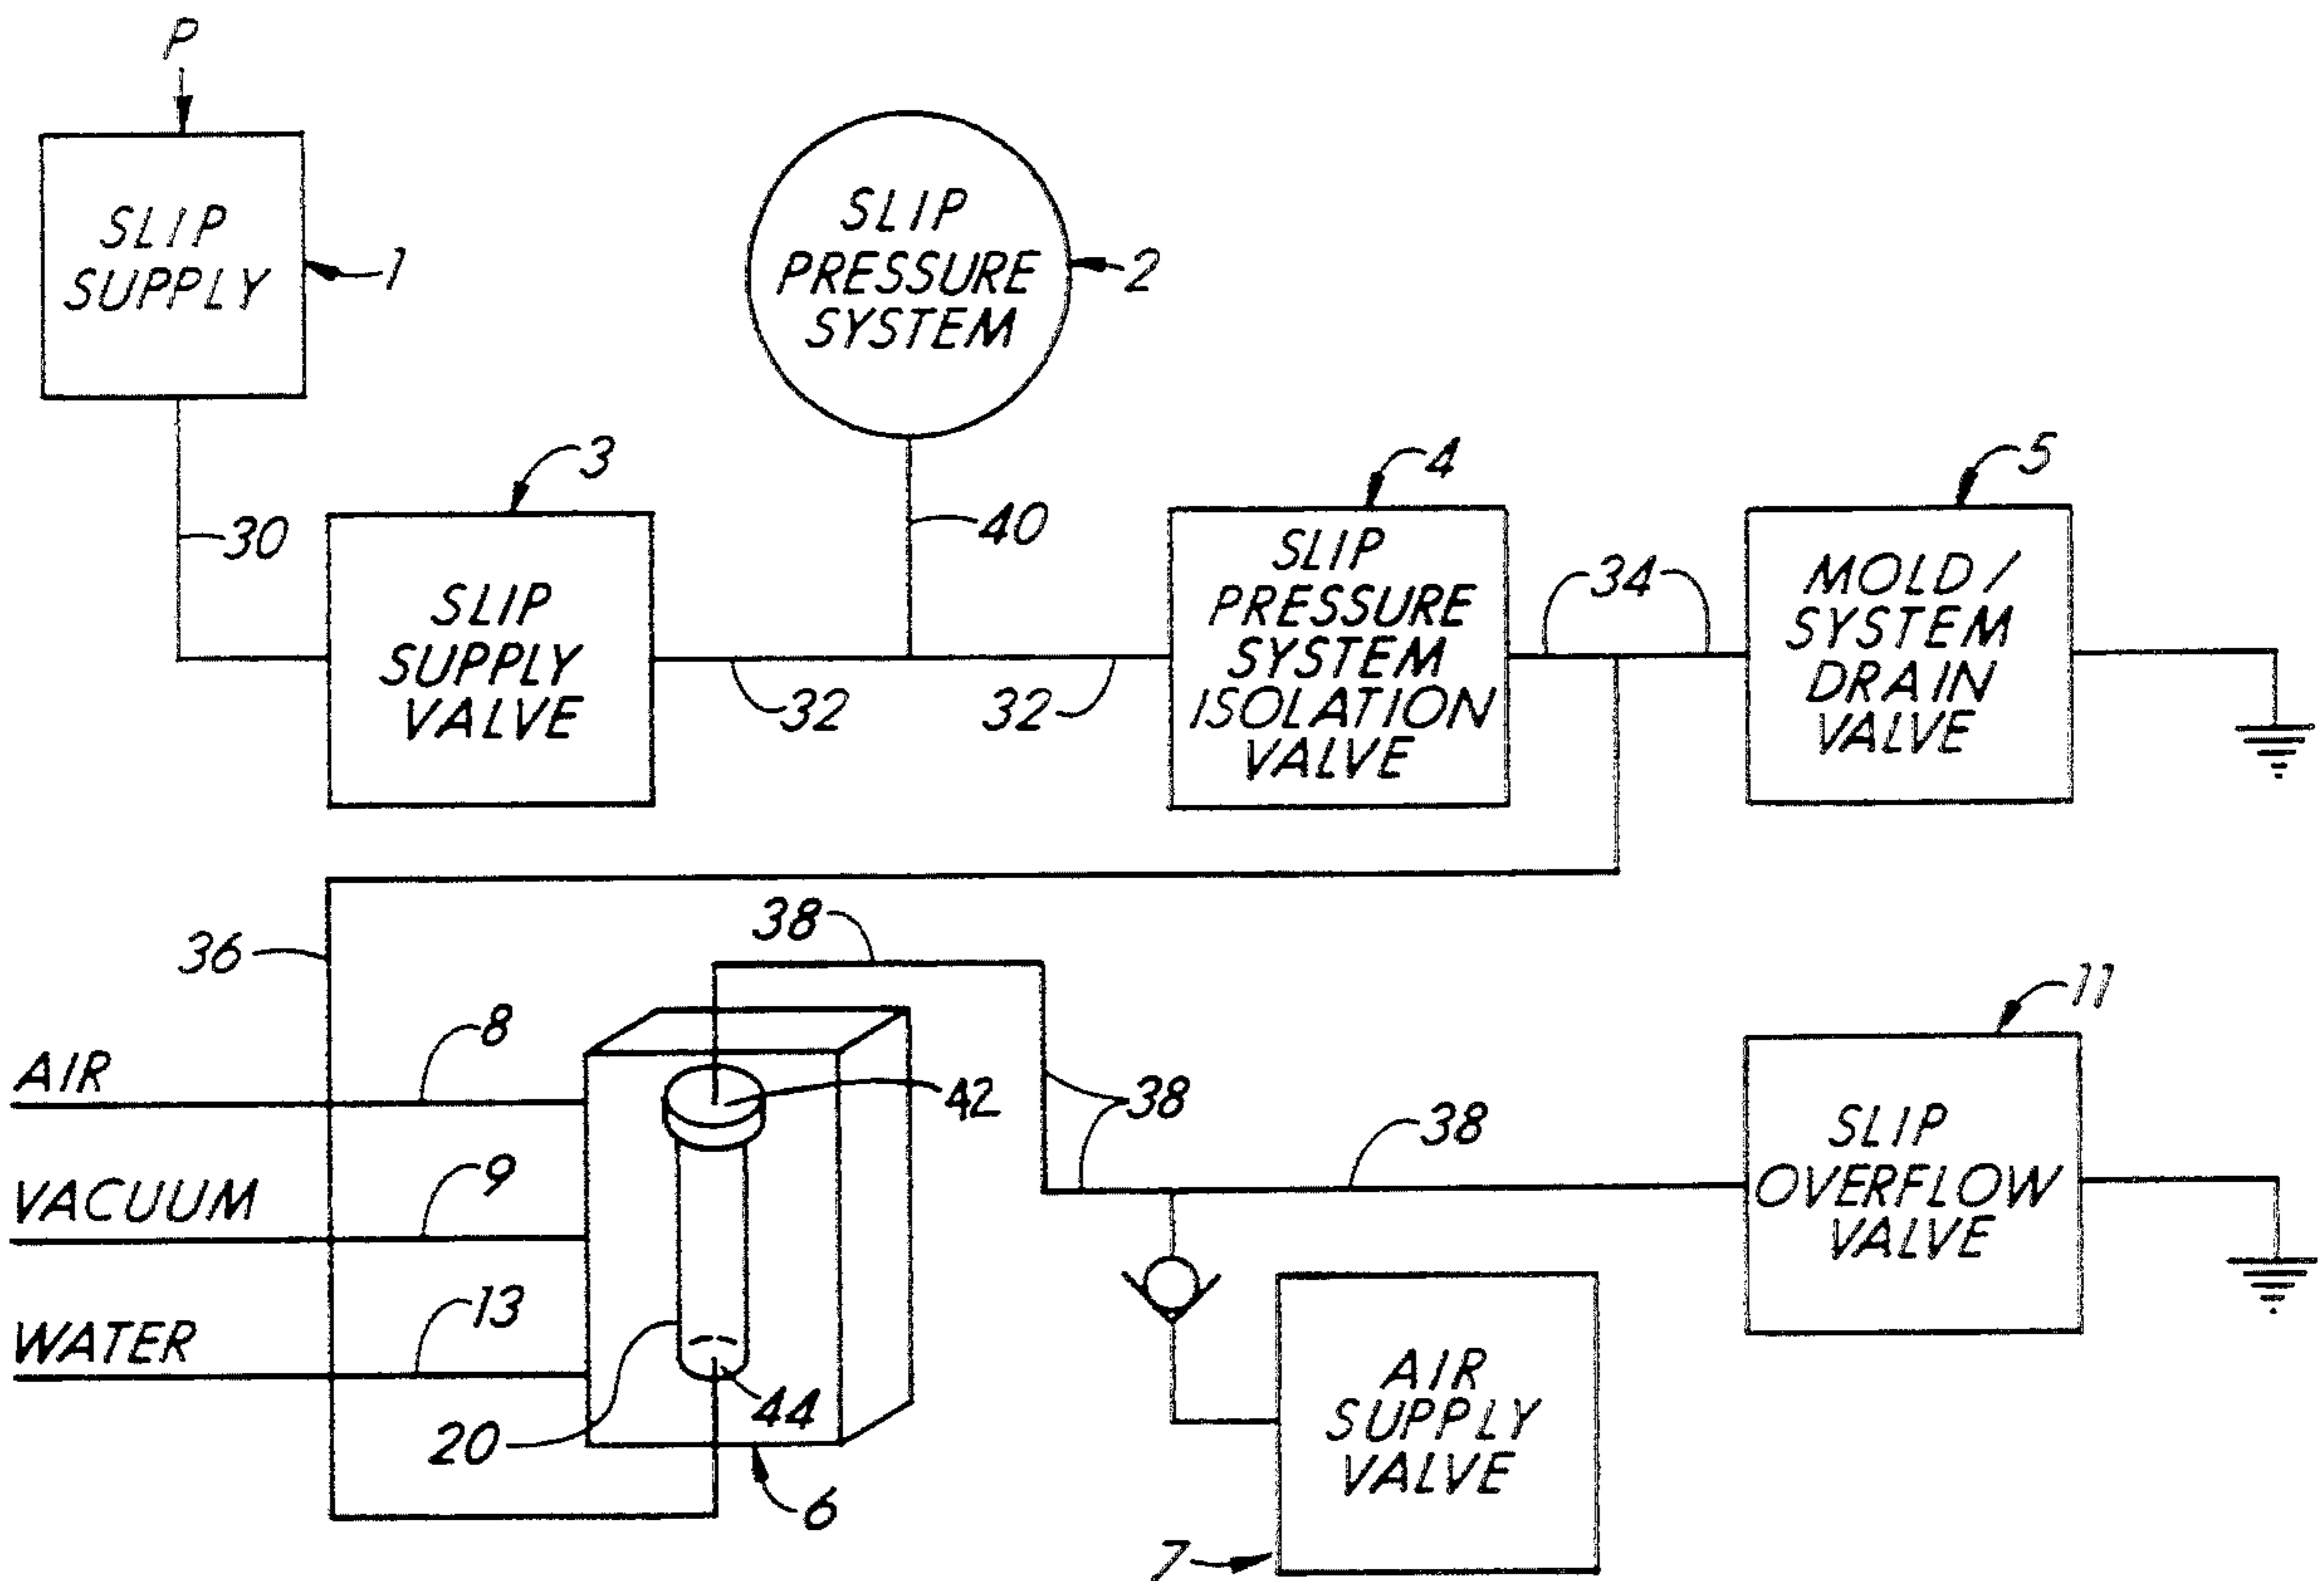 P
SLIP
SUPPLY
1
SLIP
PRESSURE
SYSTEM
2
30
3
SLIP
SUPPLY
VALVE
40
32
32
4
SLIP
PRESSURE
SYSTEM
ISOLATION
VALVE
34
5
MOLD/
SYSTEM
DRAIN
VALVE
36
38
AIR
8
VACUUM
9
WATER
13
42
20
44
6
38
38
11
SLIP
OVERFLOW
VALVE
AIR
SUPPLY
VALVE
7